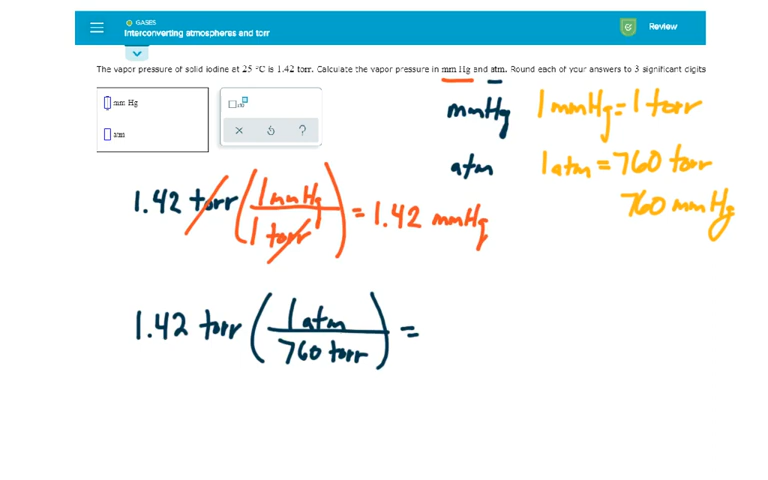 GASES
Interconverting atmospheres and torr
Review
The vapor pressure of solid iodine at 25 °C is 1.42 torr. Calculate the vapor pressure in mm Hg and atm. Round each of your answers to 3 significant digits
mm Hg
atm
mmHg 1 mmHg = 1 torr
atm 1 atm = 760 torr
760 mmHg
1.42 torr (1 mmHg / 1 torr) = 1.42 mmHg
1.42 torr (1 atm / 760 torr) =